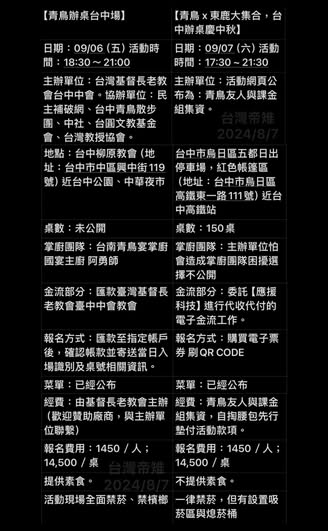 【青鳥辦桌台中場】
日期：09/06 (五) 活動時
間：18:30～21:00
主辦單位：台灣基督長老教
會台中中會。協辦單位：民
主補破網、台中青鳥散步
團、中社、台圓文教基金
會、台灣教授協會。
地點：台中柳原教會 (地
址：台中市中區興中街119
號) 近台中公園、中華夜市
桌數：未公開
掌廚團隊：台南青鳥宴掌廚
國宴主廚 阿勇師
金流部分：匯款臺灣基督長
老教會臺中中會教會
報名方式：匯款至指定帳戶
後，確認帳款並寄送當日入
場識別及桌號相關資訊。
菜單：已經公布
經費：由基督長老教會主辦
(歡迎贊助廠商，與主辦單
位聯繫)
報名費用：1450 / 人；
14,500 / 桌
提供素食。
活動現場全面禁菸、禁檳榔
【青鳥 x 東鹿大集合，台
中辦桌慶中秋】
日期：09/07 (六) 活動時
間：17:30～21:30
主辦單位：活動網頁公
布為：青鳥友人與課金
組集資。
台灣帝雉
2024/8/7
台中市烏日區五都日出
停車場，紅色帳篷區
(地址：台中市烏日區
高鐵東一路111號) 近台
中高鐵站
桌數：150桌
掌廚團隊：主辦單位怕
會造成掌廚團隊困擾選
擇不公開
金流部分：委託【應援
科技】進行代收代付的
電子金流工作。
報名方式：購買電子票
券 刷QR CODE
菜單：已經公布
經費：青鳥友人與課金
組集資，自掏腰包先行
墊付活動款項。
報名費用：1450 / 人；
14,500 / 桌
不提供素食。
一律禁菸，但有設置吸
菸區與熄菸桶
台灣帝雉
2024/8/7